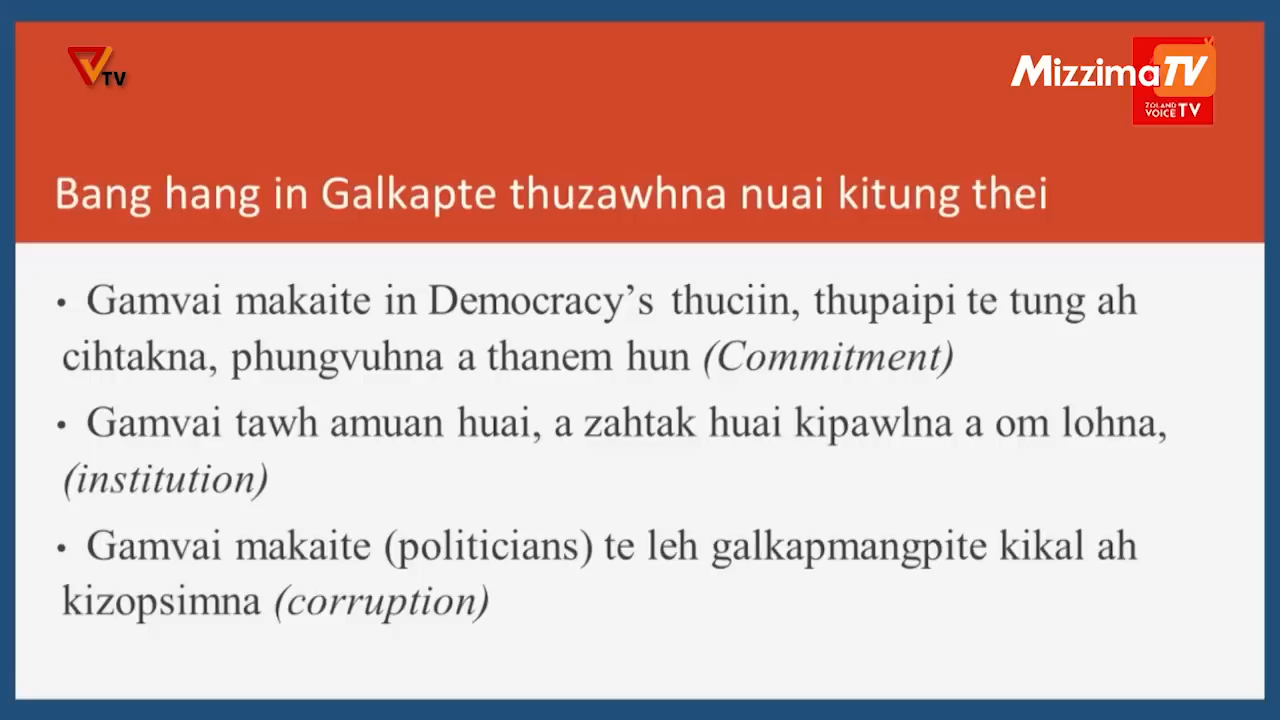 TV
MizzimaTV
ZOLAND
VOICE TV
Bang hang in Galkapte thuzawhna nuai kitung thei
• Gamvai makaite in Democracy’s thuciin, thupaipi te tung ah
cihtakna, phungvuhna a thanem hun (Commitment)
• Gamvai tawh amuan huai, a zahtak huai kipawlna a om lohna,
(institution)
• Gamvai makaite (politicians) te leh galkapmangpite kikal ah
kizopsimna (corruption)